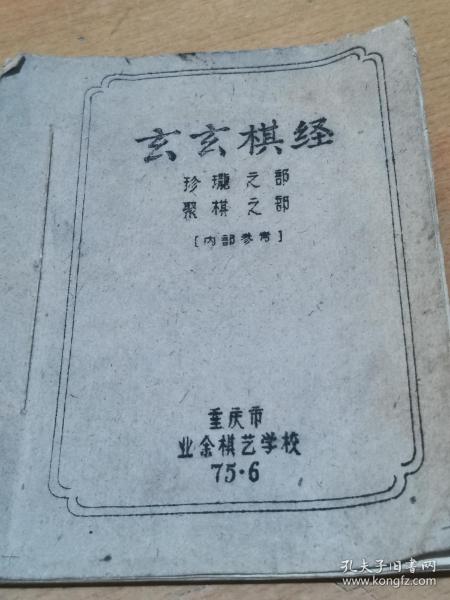 玄玄棋经
珍瓏之部
聚棋之部
[内部参考]
重庆市
业余棋艺学校
75·6
孔夫子旧书网
www.kongfz.com